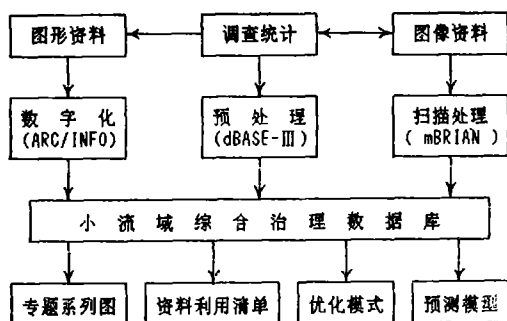 图形资料 调查统计 图像资料
数字化 预处理 扫描处理
(ARC/INFO) (dBASE-Ⅲ) (mBRIAN)
小流域综合治理数据库
专题系列图 资料利用清单 优化模式 预测模型